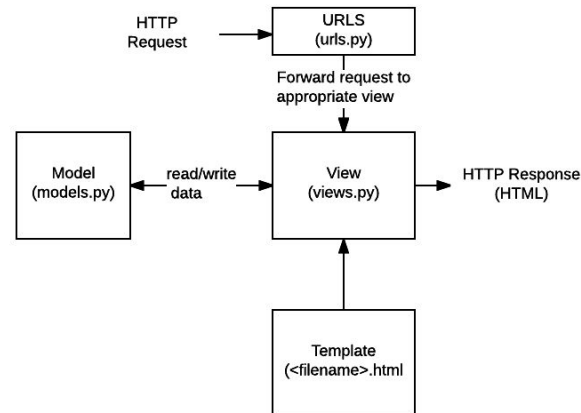 HTTP
Request
URLS
(urls.py)
Forward request to
appropriate view
Model
(models.py)
read/write
data
View
(views.py)
HTTP Response
(HTML)
Template
(<filename>.html